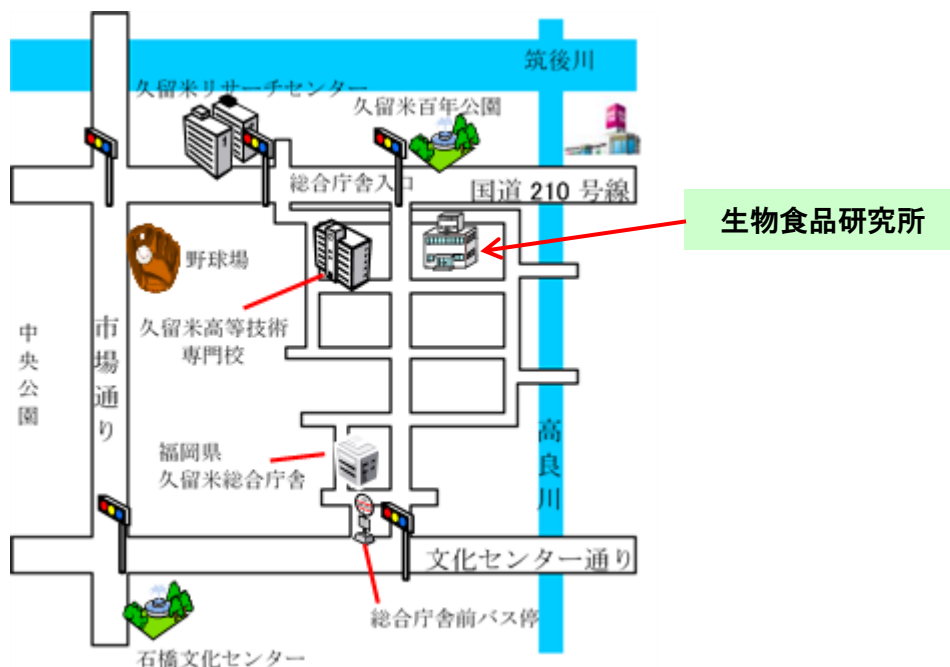 筑後川
久留米リサーチセンター
久留米百年公園
総合庁舎入口
国道 210 号線
生物食品研究所
野球場
中央公園
市場通り
久留米高等技術
専門校
福岡県
久留米総合庁舎
高良川
文化センター通り
総合庁舎前バス停
石橋文化センター